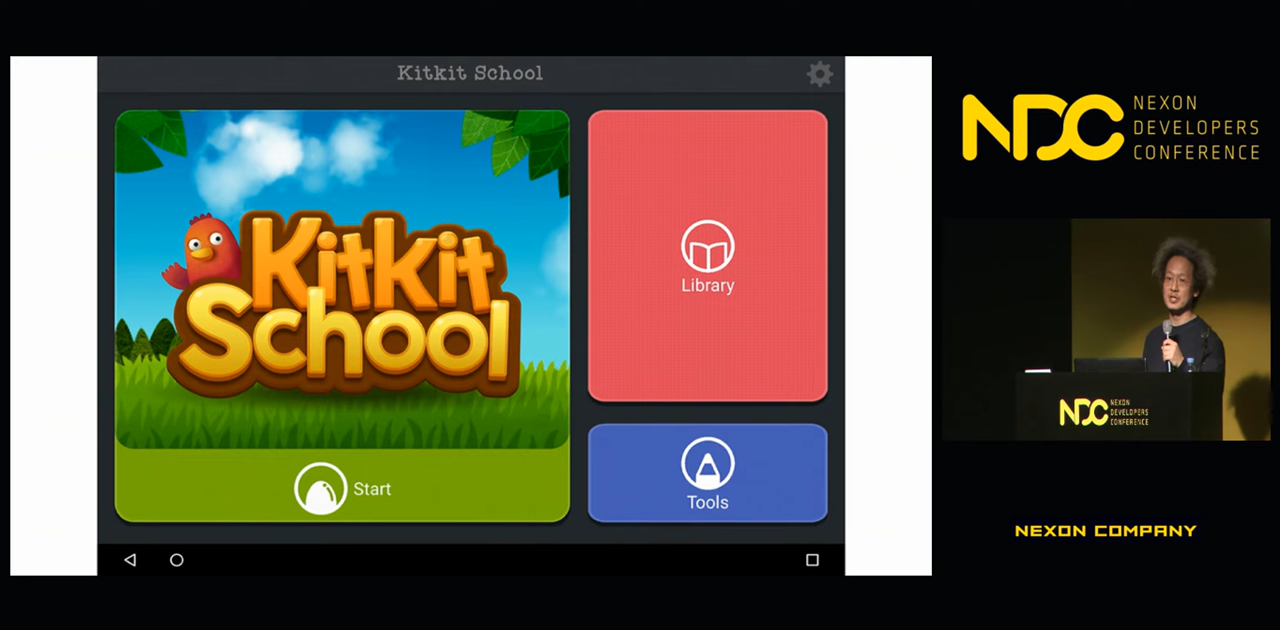 Kitkit School
Kitkit
School
Start
Library
Tools
NDC
NEXON
DEVELOPERS
CONFERENCE
NDC
NEXON
DEVELOPERS
CONFERENCE
NEXON COMPANY